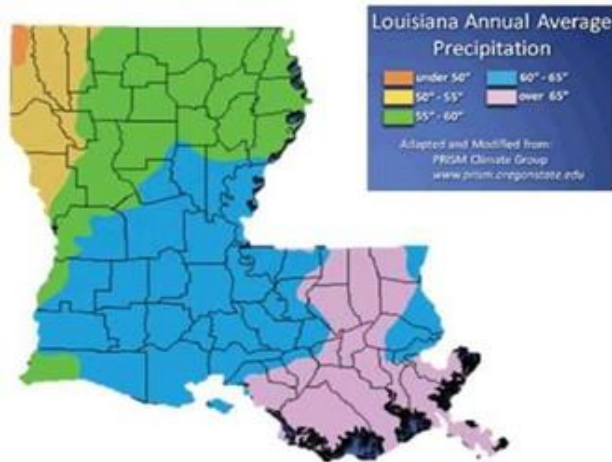 Louisiana Annual Average
Precipitation
under 50"
60" - 65"
50" - 55"
over 65"
55" - 60"
Adapted and Modified from:
PRISM Climate Group
www.prism.oregonstate.edu